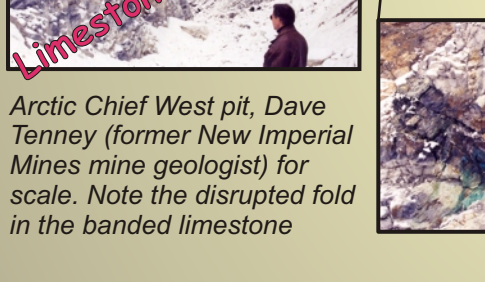 Limestone
Arctic Chief West pit, Dave
Tenney (former New Imperial
Mines mine geologist) for
scale. Note the disrupted fold
in the banded limestone